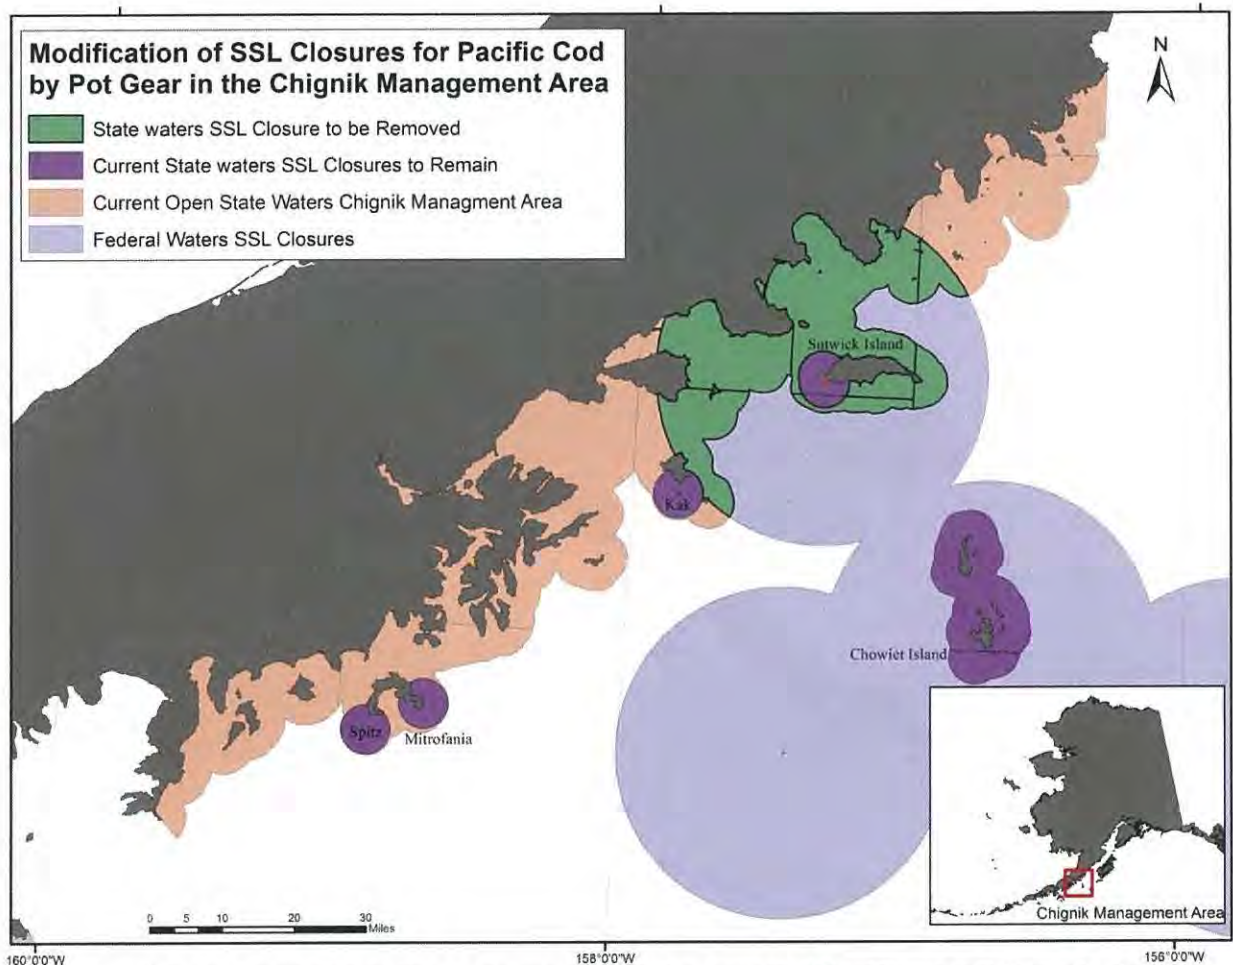 Modification of SSL Closures for Pacific Cod
by Pot Gear in the Chignik Management Area
State waters SSL Closure to be Removed
Current State waters SSL Closures to Remain
Current Open State Waters Chignik Managment Area
Federal Waters SSL Closures
N
Sutwick Island
Kak
Chowiet Island
Spitz
Mitrofania
0 5 10 20 30
Miles
Chignik Management Area
160°0'0"W 158°0'0"W 156°0'0"W